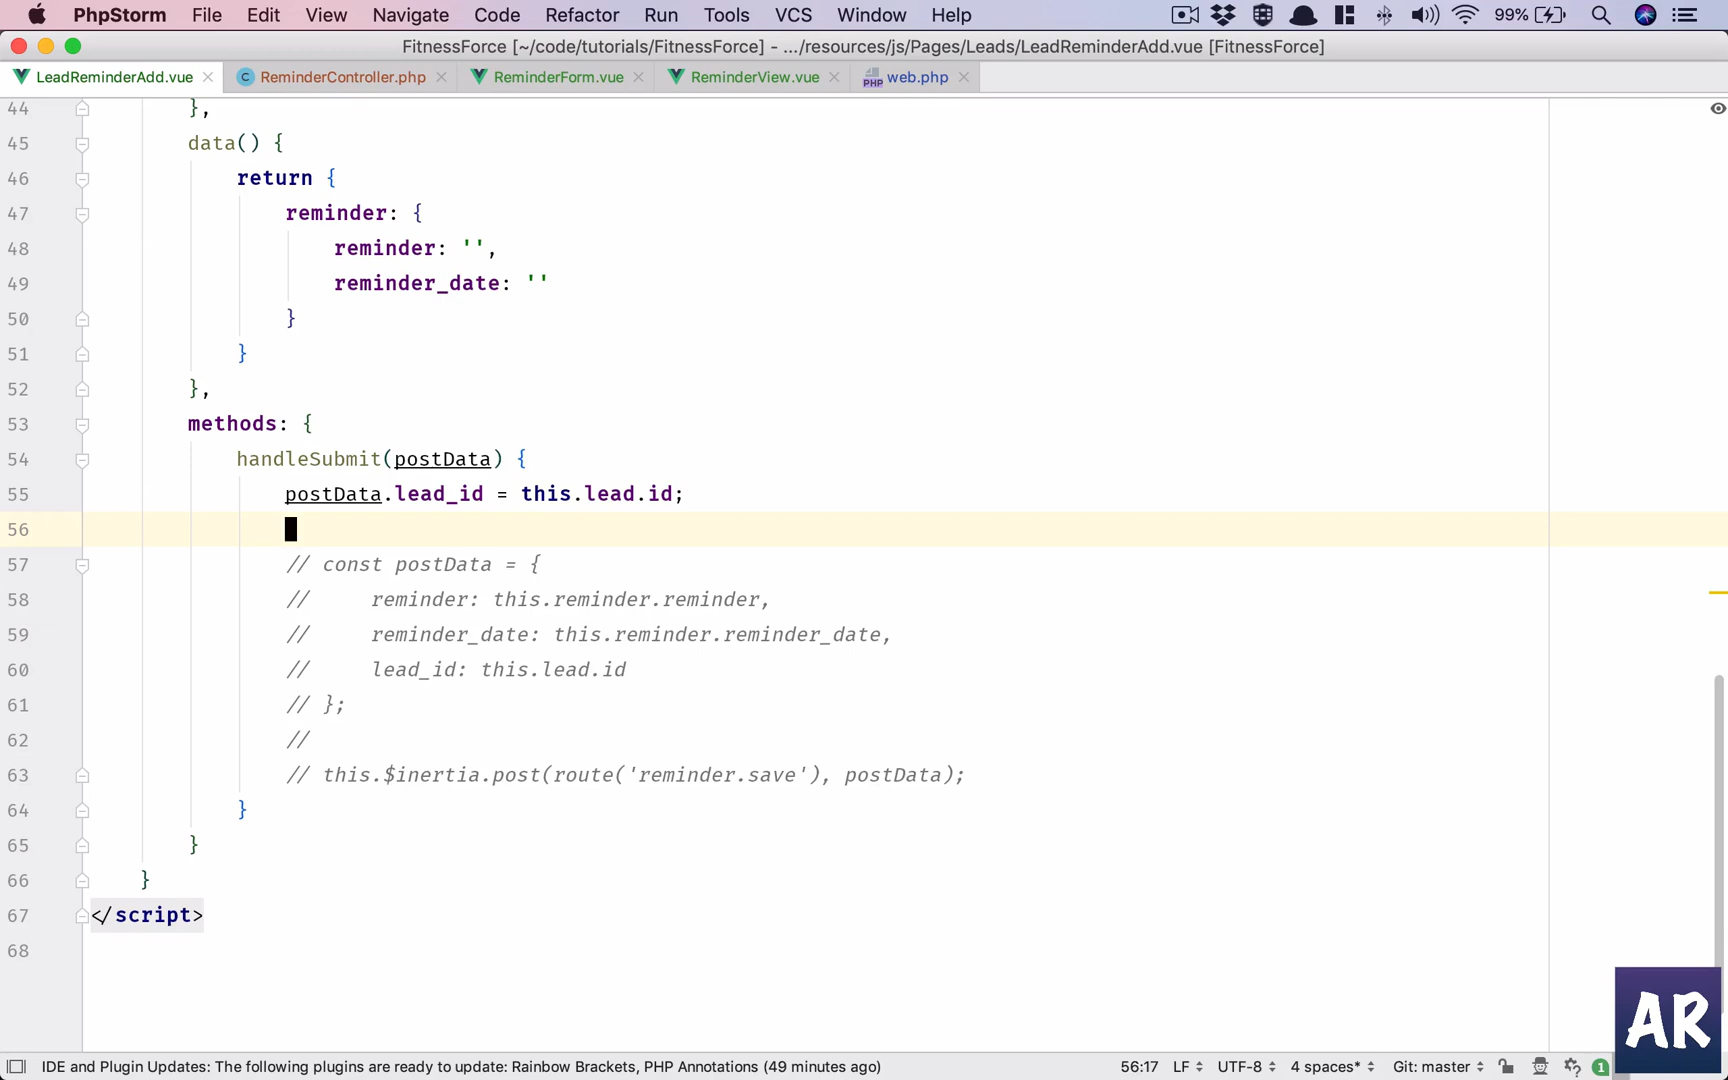 PhpStorm File Edit View Navigate Code Refactor Run Tools VCS Window Help 99%
FitnessForce [~/code/tutorials/FitnessForce] - .../resources/js/Pages/Leads/LeadReminderAdd.vue [FitnessForce]
LeadReminderAdd.vue ReminderController.php ReminderForm.vue ReminderView.vue web.php
44 },
45 data() {
46 return {
47 reminder: {
48 reminder: '',
49 reminder_date: ''
50 }
51 }
52 },
53 methods: {
54 handleSubmit(postData) {
55 postData.lead_id = this.lead.id;
56
57 // const postData = {
58 // reminder: this.reminder.reminder,
59 // reminder_date: this.reminder.reminder_date,
60 // lead_id: this.lead.id
61 // };
62 //
63 // this.$inertia.post(route('reminder.save'), postData);
64 }
65 }
66 }
67 </script>
68
AR
IDE and Plugin Updates: The following plugins are ready to update: Rainbow Brackets, PHP Annotations (49 minutes ago) 56:17 LF UTF-8 4 spaces* Git: master 1